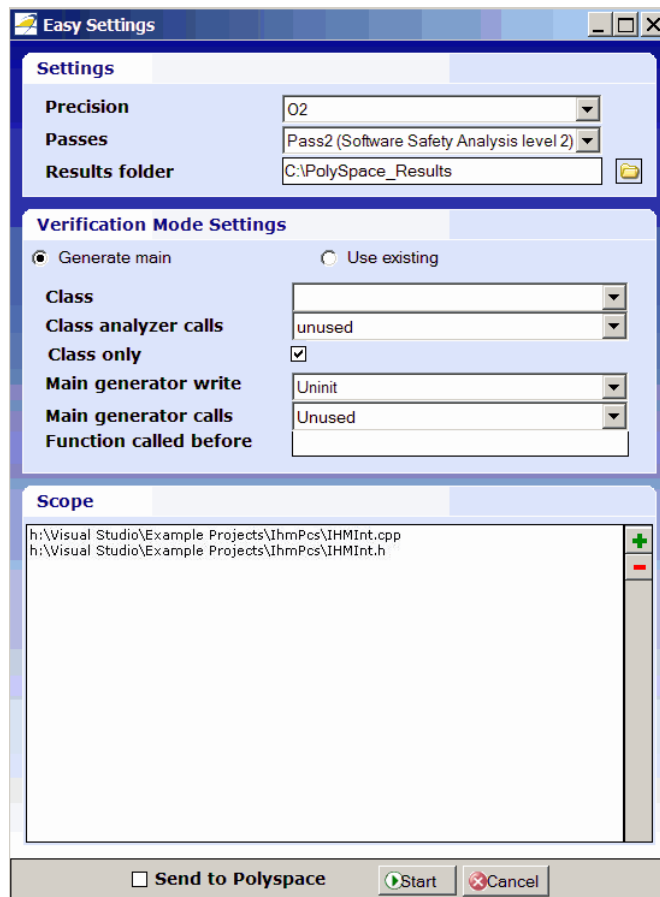 Easy Settings
Settings
Precision O2
Passes Pass2 (Software Safety Analysis level 2)
Results folder C:\PolySpace_Results
Verification Mode Settings
Generate main Use existing
Class
Class analyzer calls unused
Class only
Main generator write Uninit
Main generator calls Unused
Function called before
Scope
h:\Visual Studio\Example Projects\IhmPcs\IHMInt.cpp
h:\Visual Studio\Example Projects\IhmPcs\IHMInt.h
Send to Polyspace Start Cancel